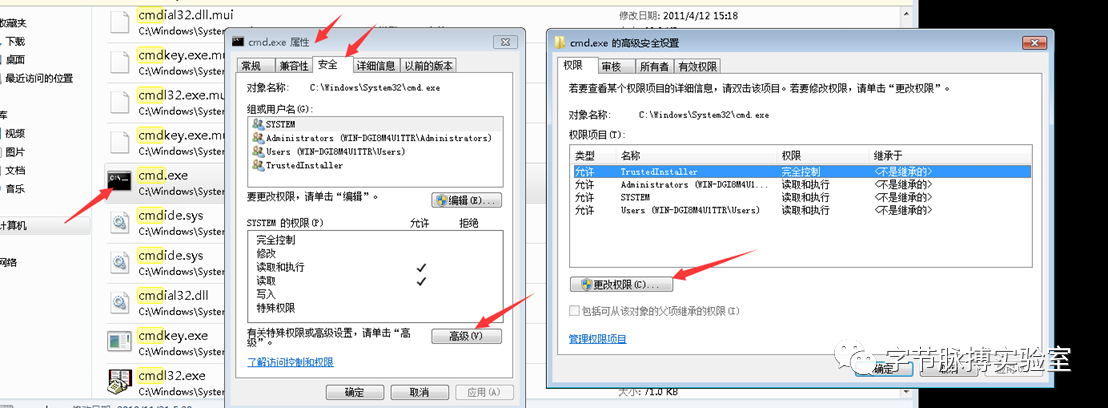 收藏夹
下载
桌面
最近访问的位置
库
视频
图片
文档
音乐
计算机
网络
cmdial32.dll.mui
C:\Windows\System
修改日期: 2011/4/12 15:18
cmdkey.exe.mu
C:\Windows\System
cmdl32.exe.mu
C:\Windows\System
cmdkey.exe.mu
C:\Windows\System
cmd.exe
C:\Windows\System
cmdide.sys
C:\Windows\System
cmdide.sys
C:\Windows\System
cmdial32.dll
C:\Windows\System
cmdkey.exe
C:\Windows\System
cmdl32.exe
C:\Windows\System
大小: 71.0 KB
cmd.exe 属性
常规 兼容性 安全 详细信息 以前的版本
对象名称: C:\Windows\System32\cmd.exe
组或用户名(G):
SYSTEM
Administrators (WIN-DGI8M4U1TTR\Administrators)
Users (WIN-DGI8M4U1TTR\Users)
TrustedInstaller
要更改权限,请单击“编辑”。 编辑(E)...
SYSTEM 的权限(P) 允许 拒绝
完全控制
修改
读取和执行
读取
写入
特殊权限
有关特殊权限或高级设置,请单击“高
级”。
高级(V)
了解访问控制和权限
确定 取消 应用(A)
cmd.exe 的高级安全设置
权限 审核 所有者 有效权限
若要查看某个权限项目的详细信息,请双击该项目。若要修改权限,请单击“更改权限”。
对象名称: C:\Windows\System32\cmd.exe
权限项目(T):
类型 名称 权限 继承于
允许 TrustedInstaller 完全控制 <不是继承的>
允许 Administrators (WIN-DGI8M4U1... 读取和执行 <不是继承的>
允许 SYSTEM 读取和执行 <不是继承的>
允许 Users (WIN-DGI8M4U1TTR\Users) 读取和执行 <不是继承的>
更改权限(C)...
包括可从该对象的父项继承的权限(I)
管理权限项目
确定
字节脉搏实验室